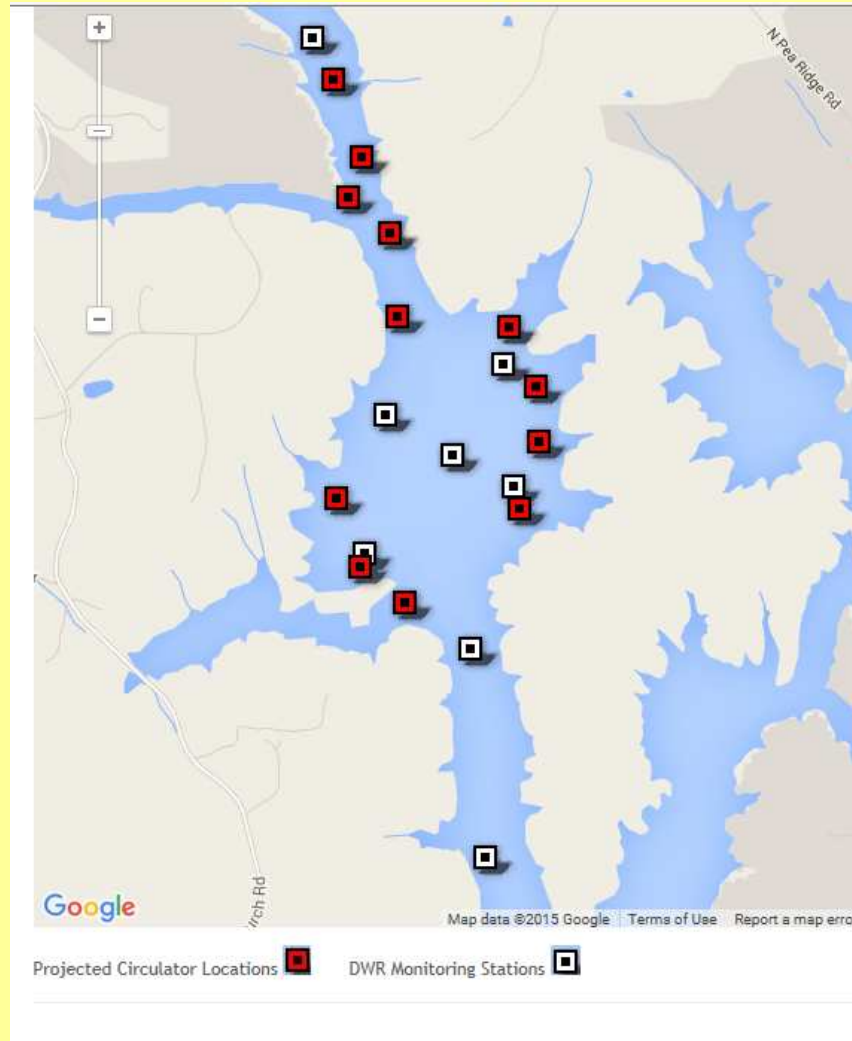 +
N Pea Ridge Rd
−
−
rch Rd
Google
Map data ©2015 Google Terms of Use Report a map erro
Projected Circulator Locations DWR Monitoring Stations